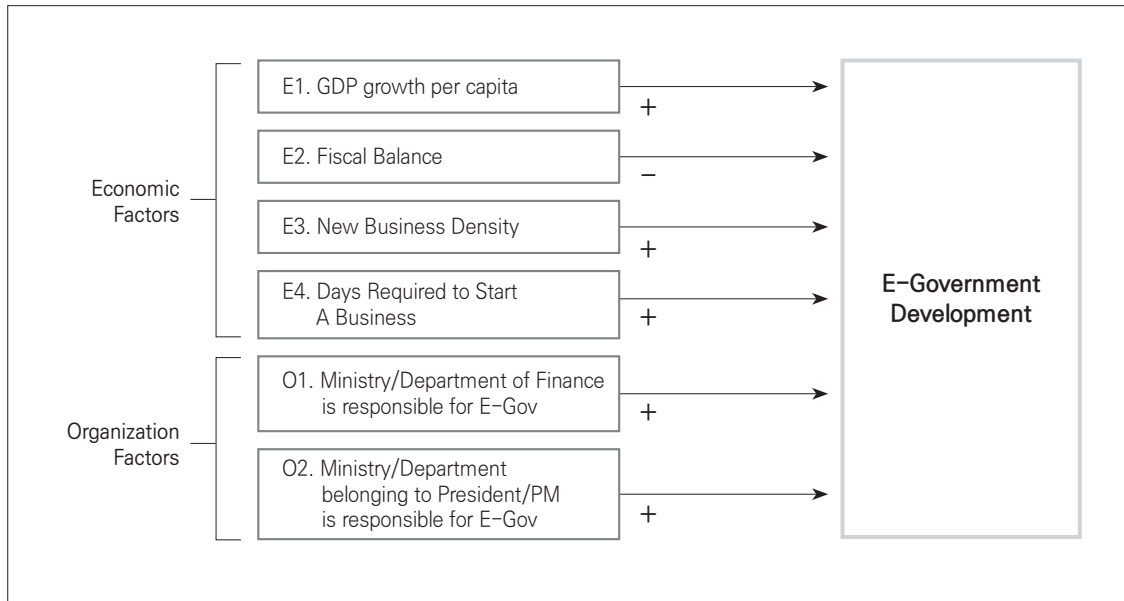 Economic
Factors
E1. GDP growth per capita
+
E2. Fiscal Balance
−
E3. New Business Density
+
E4. Days Required to Start
A Business
+
Organization
Factors
O1. Ministry/Department of Finance
is responsible for E−Gov
+
O2. Ministry/Department
belonging to President/PM
is responsible for E−Gov
+
E−Government
Development